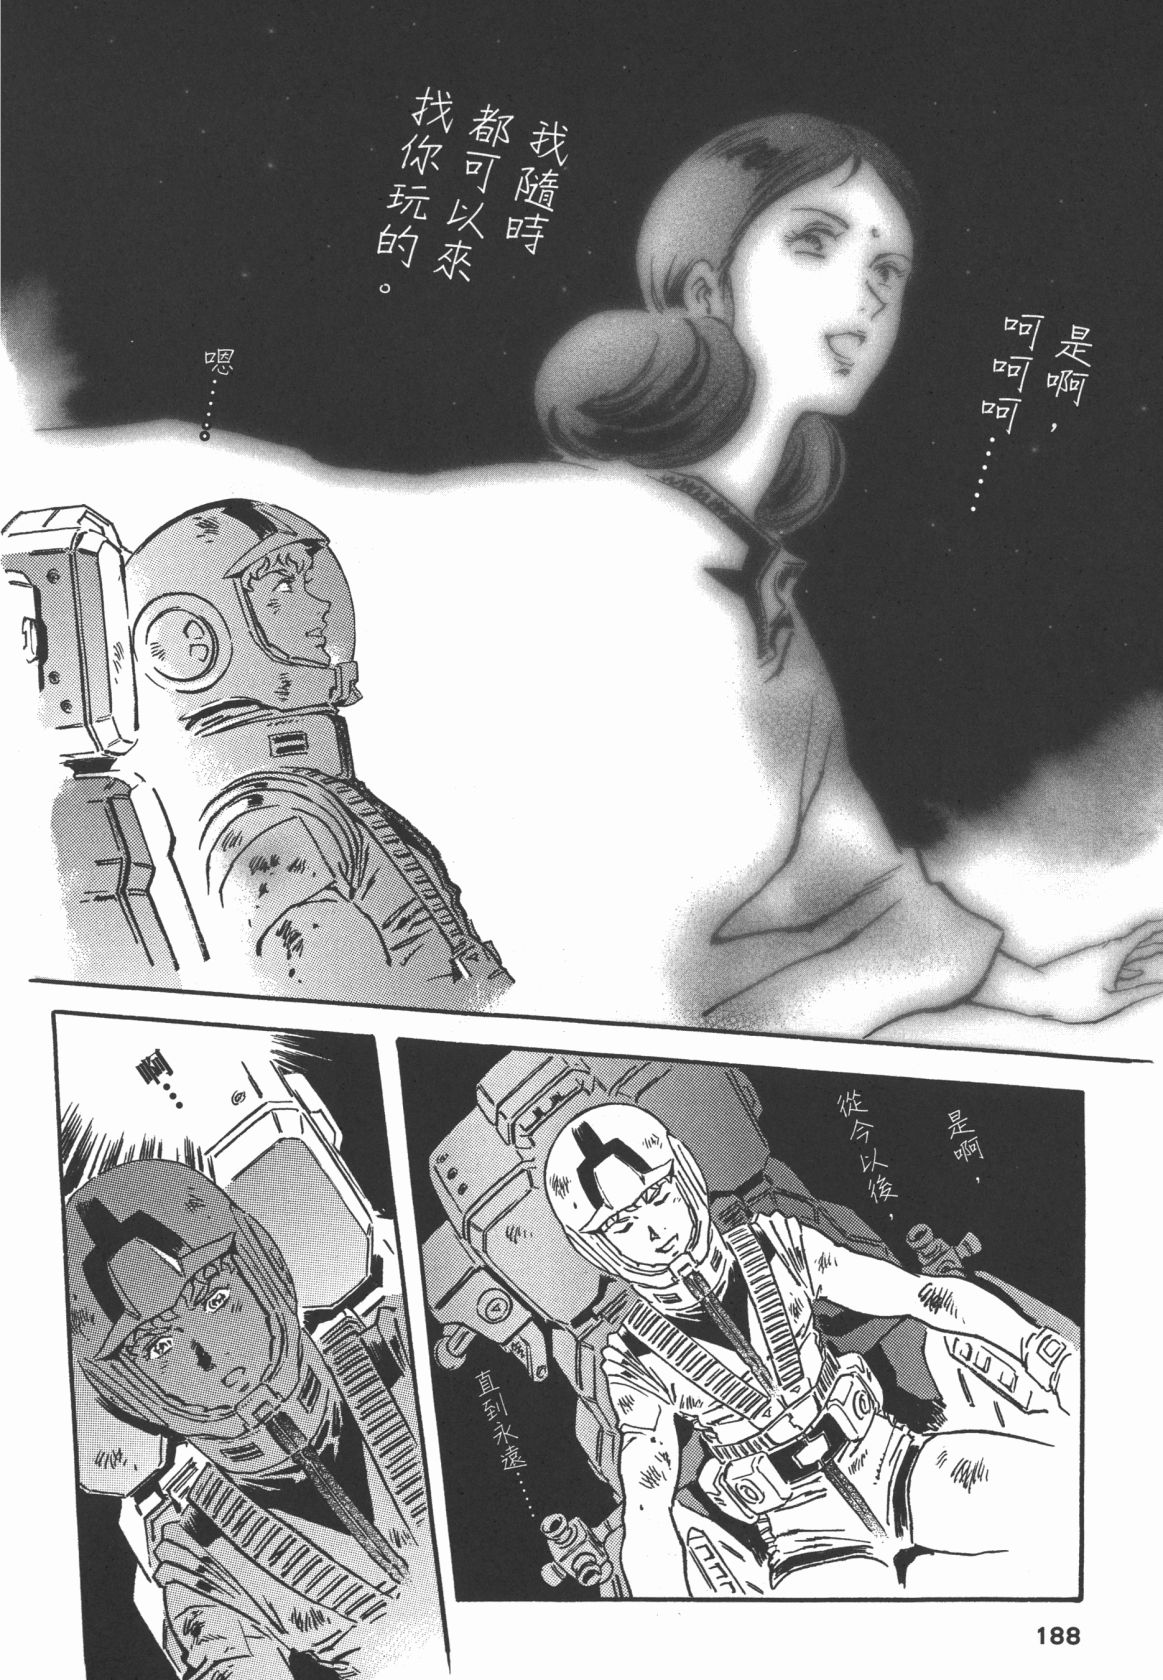 是啊，
呵呵呵……
我隨時
都可以來
找你玩的。
嗯……。
是啊，
從今以後，
直到永遠……
啊…
188